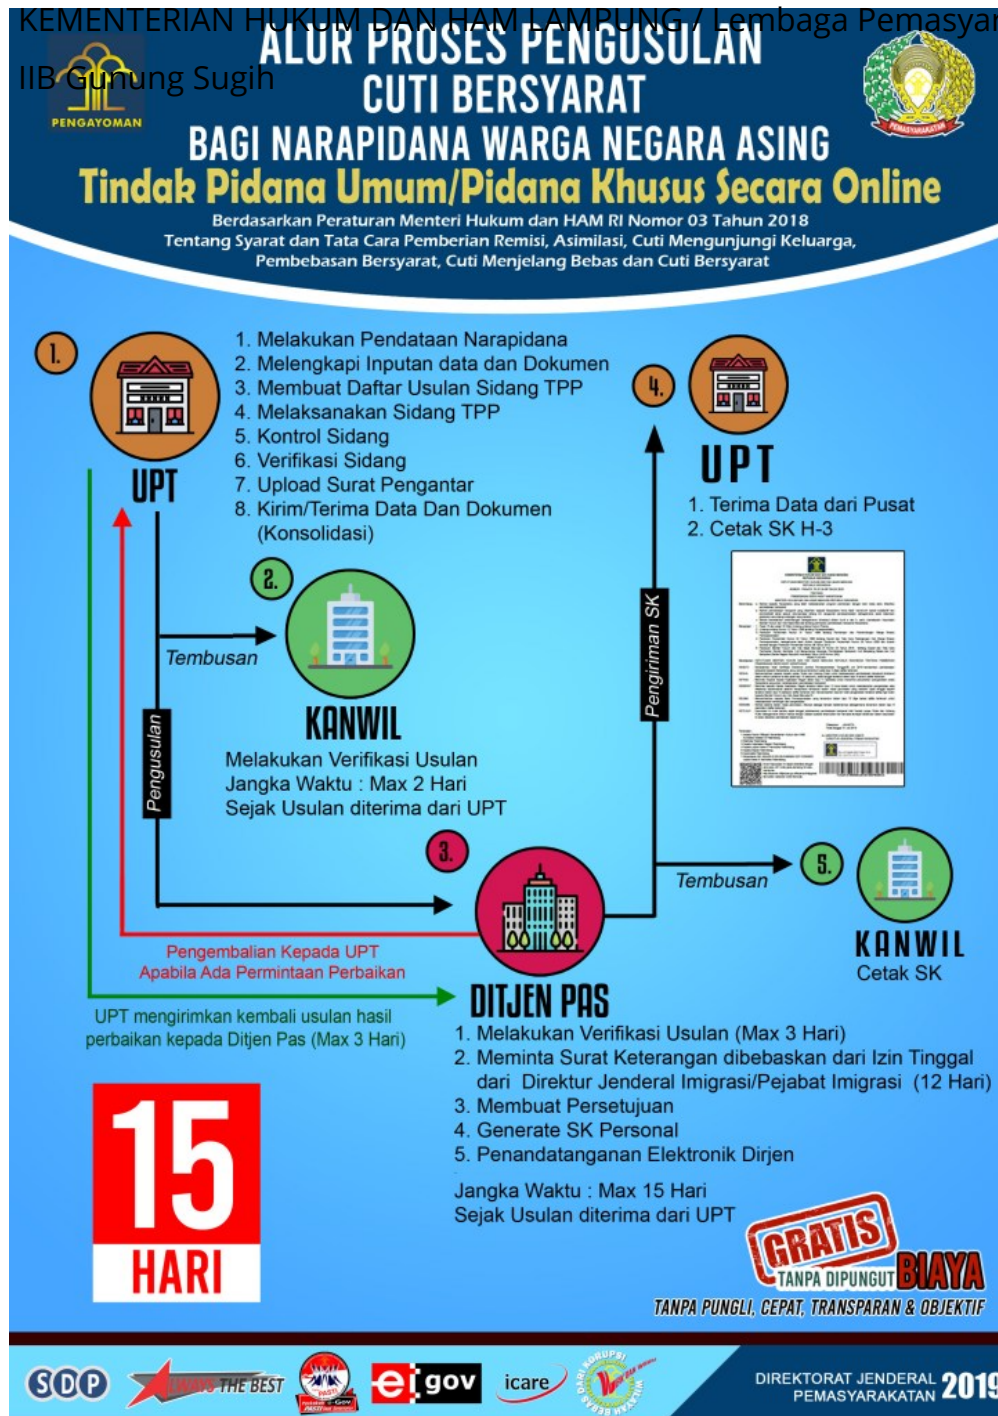 KEMENTERIAN HUKUM DAN HAM LAMPUNG / Lembaga Pemasya
IIB Gunung Sugih
PENGAYOMAN
PEMASYARAKATAN
ALUR PROSES PENGUSULAN
CUTI BERSYARAT
BAGI NARAPIDANA WARGA NEGARA ASING
Tindak Pidana Umum/Pidana Khusus Secara Online
Berdasarkan Peraturan Menteri Hukum dan HAM RI Nomor 03 Tahun 2018
Tentang Syarat dan Tata Cara Pemberian Remisi, Asimilasi, Cuti Mengunjungi Keluarga,
Pembebasan Bersyarat, Cuti Menjelang Bebas dan Cuti Bersyarat
1.
UPT
1. Melakukan Pendataan Narapidana
2. Melengkapi Inputan data dan Dokumen
3. Membuat Daftar Usulan Sidang TPP
4. Melaksanakan Sidang TPP
5. Kontrol Sidang
6. Verifikasi Sidang
7. Upload Surat Pengantar
8. Kirim/Terima Data Dan Dokumen
(Konsolidasi)
4.
UPT
1. Terima Data dari Pusat
2. Cetak SK H-3
2.
Tembusan
KANWIL
Melakukan Verifikasi Usulan
Jangka Waktu : Max 2 Hari
Sejak Usulan diterima dari UPT
Pengusulan
Pengiriman SK
3.
Tembusan
5.
KANWIL
Cetak SK
Pengembalian Kepada UPT
Apabila Ada Permintaan Perbaikan
UPT mengirimkan kembali usulan hasil
perbaikan kepada Ditjen Pas (Max 3 Hari)
DITJEN PAS
1. Melakukan Verifikasi Usulan (Max 3 Hari)
2. Meminta Surat Keterangan dibebaskan dari Izin Tinggal
dari Direktur Jenderal Imigrasi/Pejabat Imigrasi (12 Hari)
3. Membuat Persetujuan
4. Generate SK Personal
5. Penandatanganan Elektronik Dirjen
Jangka Waktu : Max 15 Hari
Sejak Usulan diterima dari UPT
15
HARI
GRATIS
TANPA DIPUNGUT BIAYA
TANPA PUNGLI, CEPAT, TRANSPARAN & OBJEKTIF
SDP
ALWAYS THE BEST
PASTI
e-gov
icare
WILAYAH BEBAS DARI KORUPSI
DIREKTORAT JENDERAL
PEMASYARAKATAN
2019